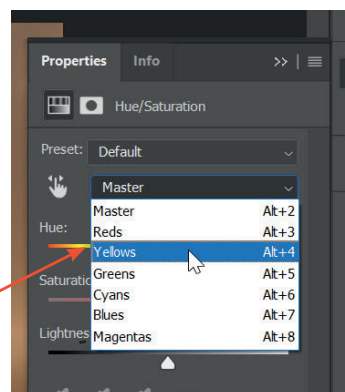 Properties Info >>
Hue/Saturation
Preset: Default
Master
Master Alt+2
Hue:
Reds Alt+3
Yellows Alt+4
Saturatio
Greens Alt+5
Cyans Alt+6
Blues Alt+7
Lightnes
Magentas Alt+8